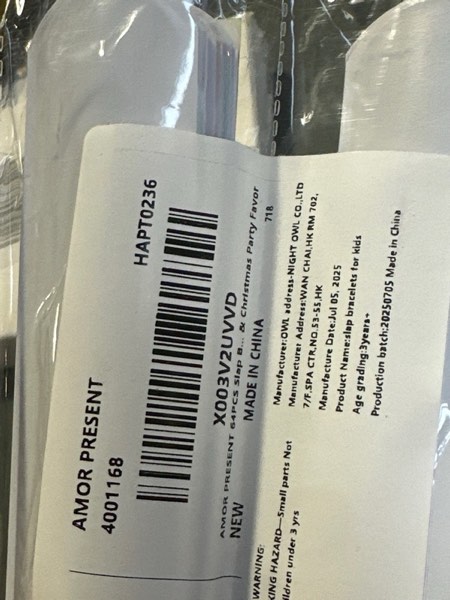 AMOR PRESENT
4001168
HAPT0236
X003V2UVVD
AMOR PRESENT 64PCS Slap B... & Christmas Party Favor
NEW
MADE IN CHINA
718
WARNING:
KING HAZARD—Small parts Not
ildren under 3 yrs
Manufacturer:OWL address-NIGHT OWL CO.,LTD
Manufacturer Address:WAN CHAI,HK RM 702,
7/F,SPA CTR,NO.53-55,HK
Manufacture Date:Jul 05, 2025
Product Name:slap bracelets for kids
Age grading:3years+
Production batch:20250705 Made in China